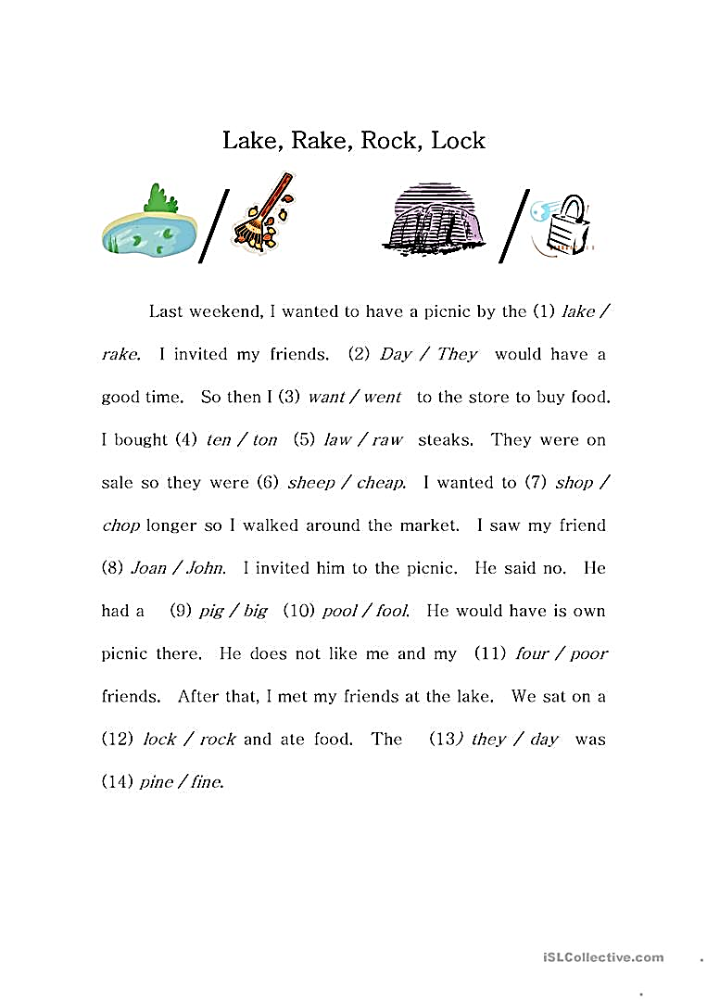 Lake, Rake, Rock, Lock
Last weekend, I wanted to have a picnic by the (1) lake /
rake. I invited my friends. (2) Day / They would have a
good time. So then I (3) want / went to the store to buy food.
I bought (4) ten / ton (5) law / raw steaks. They were on
sale so they were (6) sheep / cheap. I wanted to (7) shop /
chop longer so I walked around the market. I saw my friend
(8) Joan / John. I invited him to the picnic. He said no. He
had a (9) pig / big (10) pool / fool. He would have is own
picnic there. He does not like me and my (11) four / poor
friends. After that, I met my friends at the lake. We sat on a
(12) lock / rock and ate food. The (13) they / day was
(14) pine / fine.
iSLCollective.com